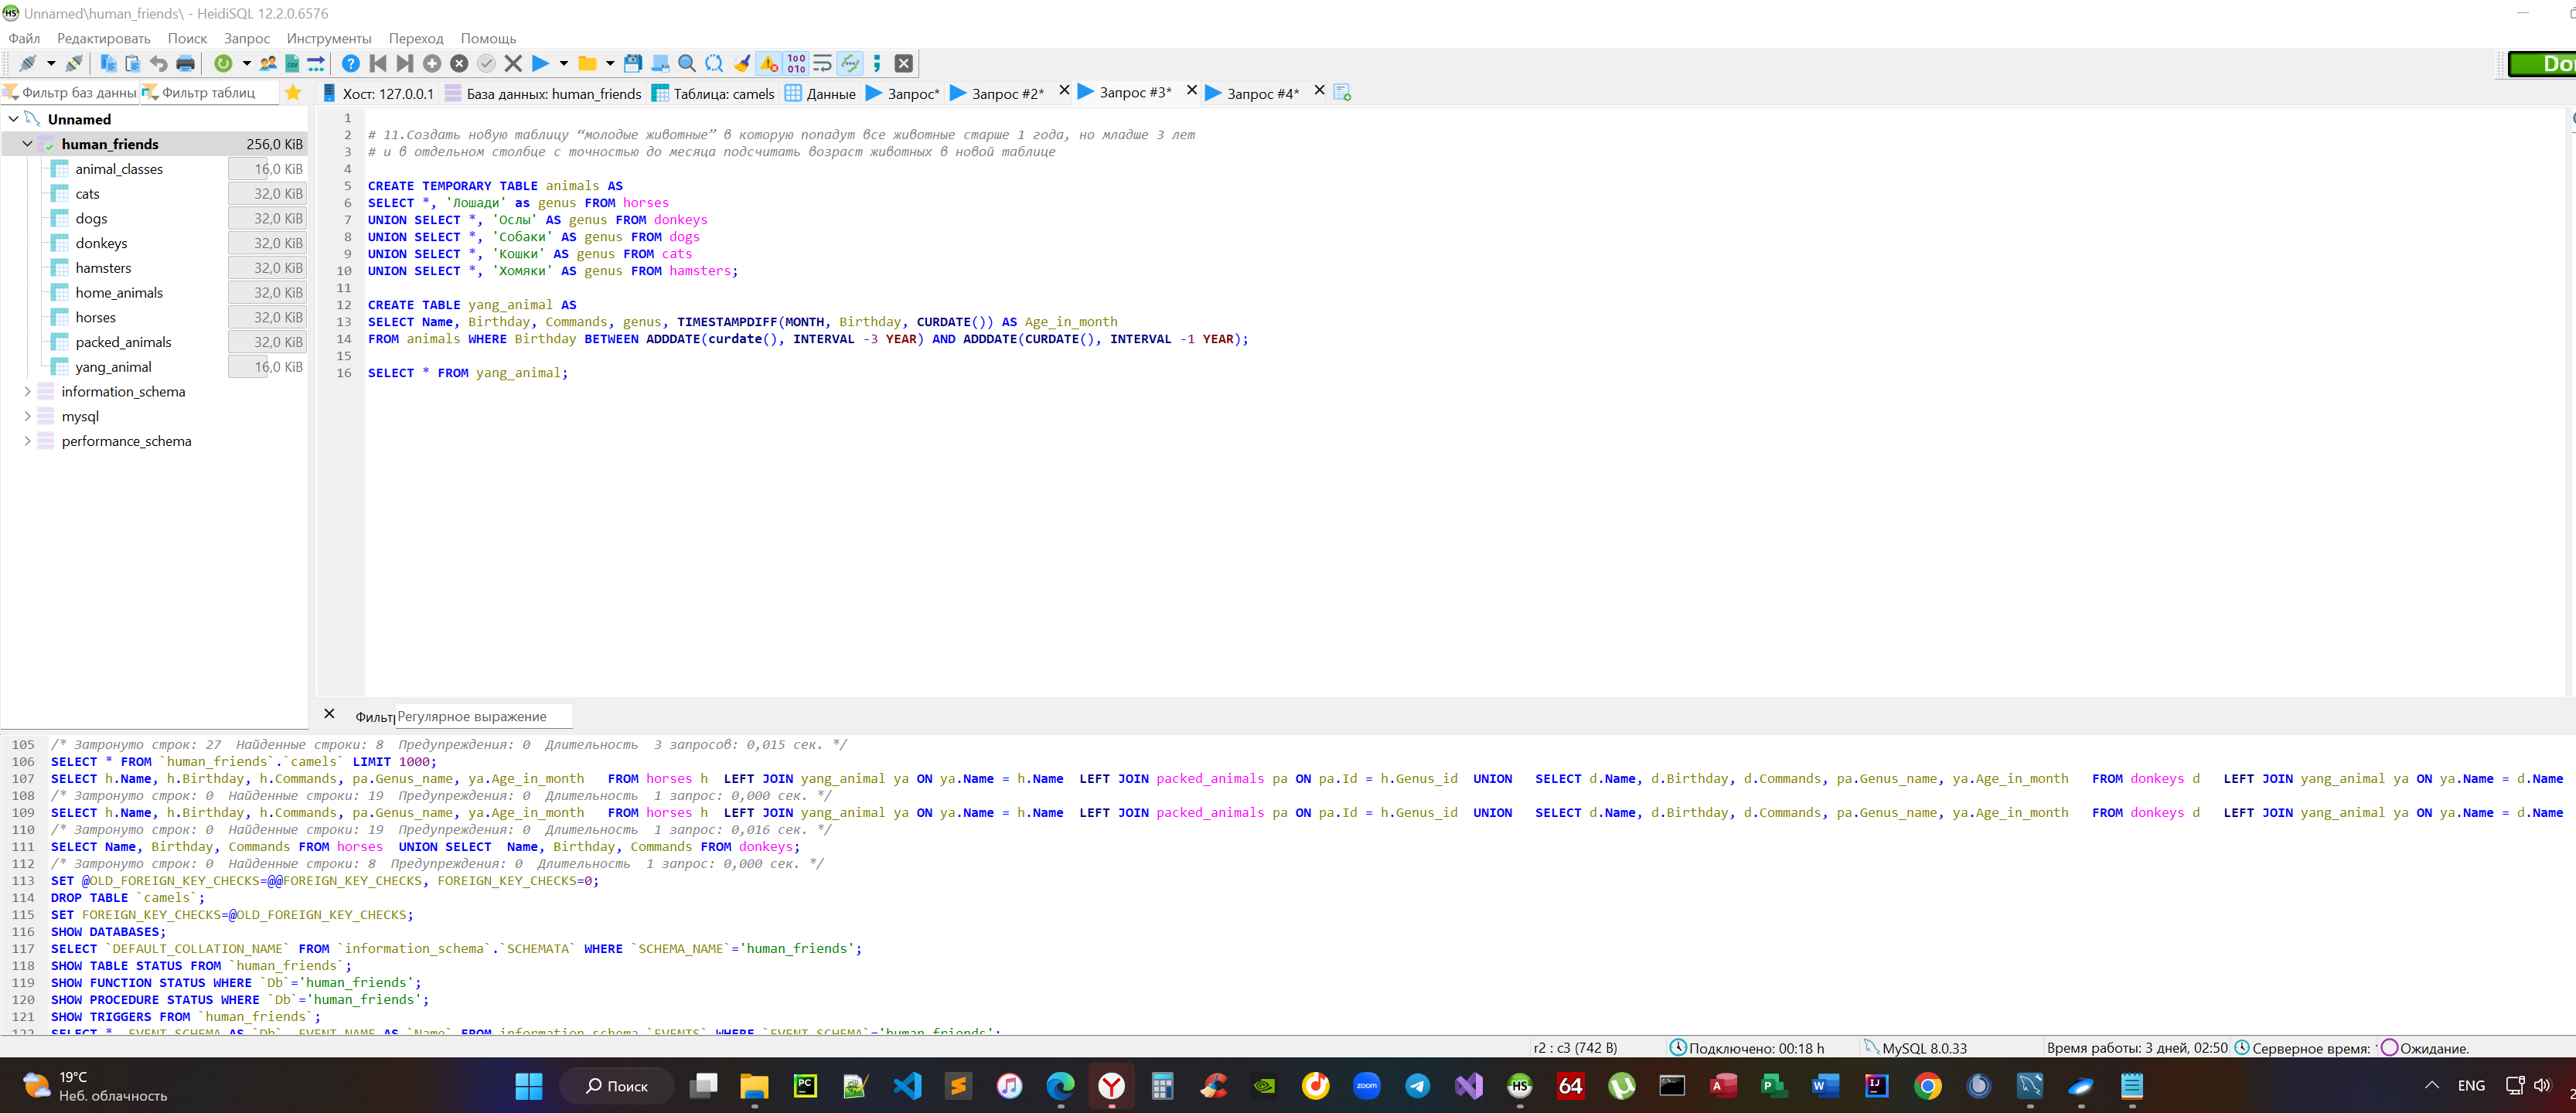 Unnamed\human_friends\ - HeidiSQL 12.2.0.6576
Файл Редактировать Поиск Запрос Инструменты Переход Помощь
Фильтр баз данны Фильтр таблиц
Хост: 127.0.0.1 База данных: human_friends Таблица: camels Данные Запрос* Запрос #2* Запрос #3* Запрос #4*
Unnamed
human_friends 256,0 KiB
animal_classes 16,0 KiB
cats 32,0 KiB
dogs 32,0 KiB
donkeys 32,0 KiB
hamsters 32,0 KiB
home_animals 32,0 KiB
horses 32,0 KiB
packed_animals 32,0 KiB
yang_animal 16,0 KiB
information_schema
mysql
performance_schema
1
2 # 11.Создать новую таблицу “молодые животные” в которую попадут все животные старше 1 года, но младше 3 лет
3 # и в отдельном столбце с точностью до месяца подсчитать возраст животных в новой таблице
4
5 CREATE TEMPORARY TABLE animals AS
6 SELECT *, 'Лошади' as genus FROM horses
7 UNION SELECT *, 'Ослы' AS genus FROM donkeys
8 UNION SELECT *, 'Собаки' AS genus FROM dogs
9 UNION SELECT *, 'Кошки' AS genus FROM cats
10 UNION SELECT *, 'Хомяки' AS genus FROM hamsters;
11
12 CREATE TABLE yang_animal AS
13 SELECT Name, Birthday, Commands, genus, TIMESTAMPDIFF(MONTH, Birthday, CURDATE()) AS Age_in_month
14 FROM animals WHERE Birthday BETWEEN ADDDATE(curdate(), INTERVAL -3 YEAR) AND ADDDATE(CURDATE(), INTERVAL -1 YEAR);
15
16 SELECT * FROM yang_animal;
Фильтр Регулярное выражение
105 /* Затронуто строк: 27 Найденные строки: 8 Предупреждения: 0 Длительность 3 запросов: 0,015 сек. */
106 SELECT * FROM `human_friends`.`camels` LIMIT 1000;
107 SELECT h.Name, h.Birthday, h.Commands, pa.Genus_name, ya.Age_in_month FROM horses h LEFT JOIN yang_animal ya ON ya.Name = h.Name LEFT JOIN packed_animals pa ON pa.Id = h.Genus_id UNION SELECT d.Name, d.Birthday, d.Commands, pa.Genus_name, ya.Age_in_month FROM donkeys d LEFT JOIN yang_animal ya ON ya.Name = d.Name
108 /* Затронуто строк: 0 Найденные строки: 19 Предупреждения: 0 Длительность 1 запрос: 0,000 сек. */
109 SELECT h.Name, h.Birthday, h.Commands, pa.Genus_name, ya.Age_in_month FROM horses h LEFT JOIN yang_animal ya ON ya.Name = h.Name LEFT JOIN packed_animals pa ON pa.Id = h.Genus_id UNION SELECT d.Name, d.Birthday, d.Commands, pa.Genus_name, ya.Age_in_month FROM donkeys d LEFT JOIN yang_animal ya ON ya.Name = d.Name
110 /* Затронуто строк: 0 Найденные строки: 19 Предупреждения: 0 Длительность 1 запрос: 0,016 сек. */
111 SELECT Name, Birthday, Commands FROM horses UNION SELECT Name, Birthday, Commands FROM donkeys;
112 /* Затронуто строк: 0 Найденные строки: 8 Предупреждения: 0 Длительность 1 запрос: 0,000 сек. */
113 SET @OLD_FOREIGN_KEY_CHECKS=@@FOREIGN_KEY_CHECKS, FOREIGN_KEY_CHECKS=0;
114 DROP TABLE `camels`;
115 SET FOREIGN_KEY_CHECKS=@OLD_FOREIGN_KEY_CHECKS;
116 SHOW DATABASES;
117 SELECT `DEFAULT_COLLATION_NAME` FROM `information_schema`.`SCHEMATA` WHERE `SCHEMA_NAME`='human_friends';
118 SHOW TABLE STATUS FROM `human_friends`;
119 SHOW FUNCTION STATUS WHERE `Db`='human_friends';
120 SHOW PROCEDURE STATUS WHERE `Db`='human_friends';
121 SHOW TRIGGERS FROM `human_friends`;
122 SELECT *, EVENT_SCHEMA AS `Db`, EVENT_NAME AS `Name` FROM information_schema.`EVENTS` WHERE `EVENT_SCHEMA`='human_friends';
r2 : c3 (742 B) Подключено: 00:18 h MySQL 8.0.33 Время работы: 3 дней, 02:50 Серверное время: Ожидание.
19°C
Неб. облачность
Поиск
zoom
64
ENG